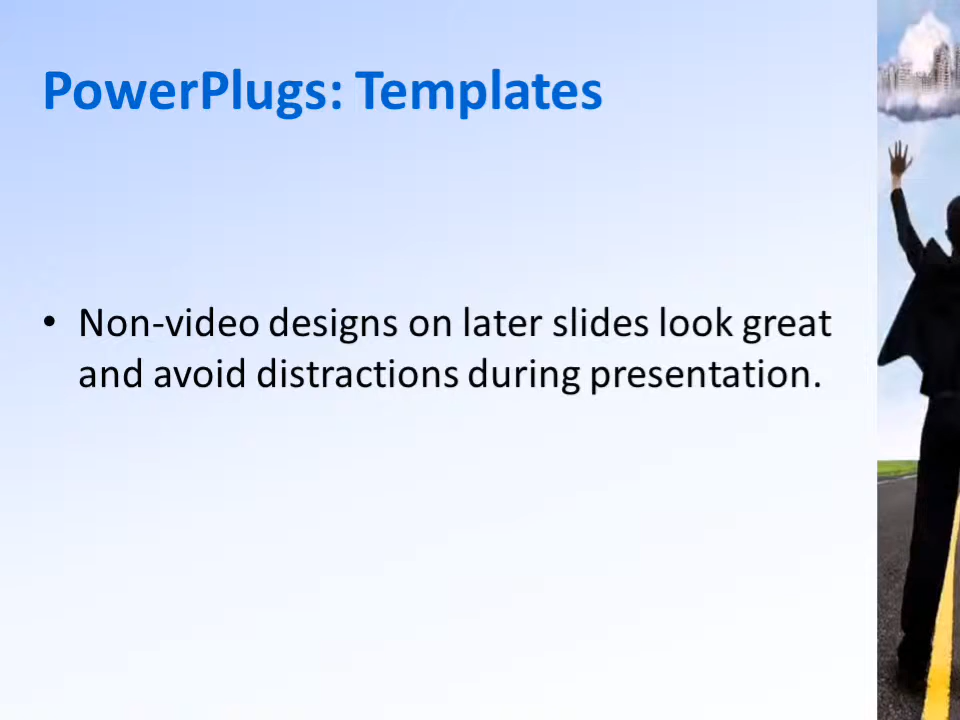 PowerPlugs: Templates
• Non-video designs on later slides look great
and avoid distractions during presentation.